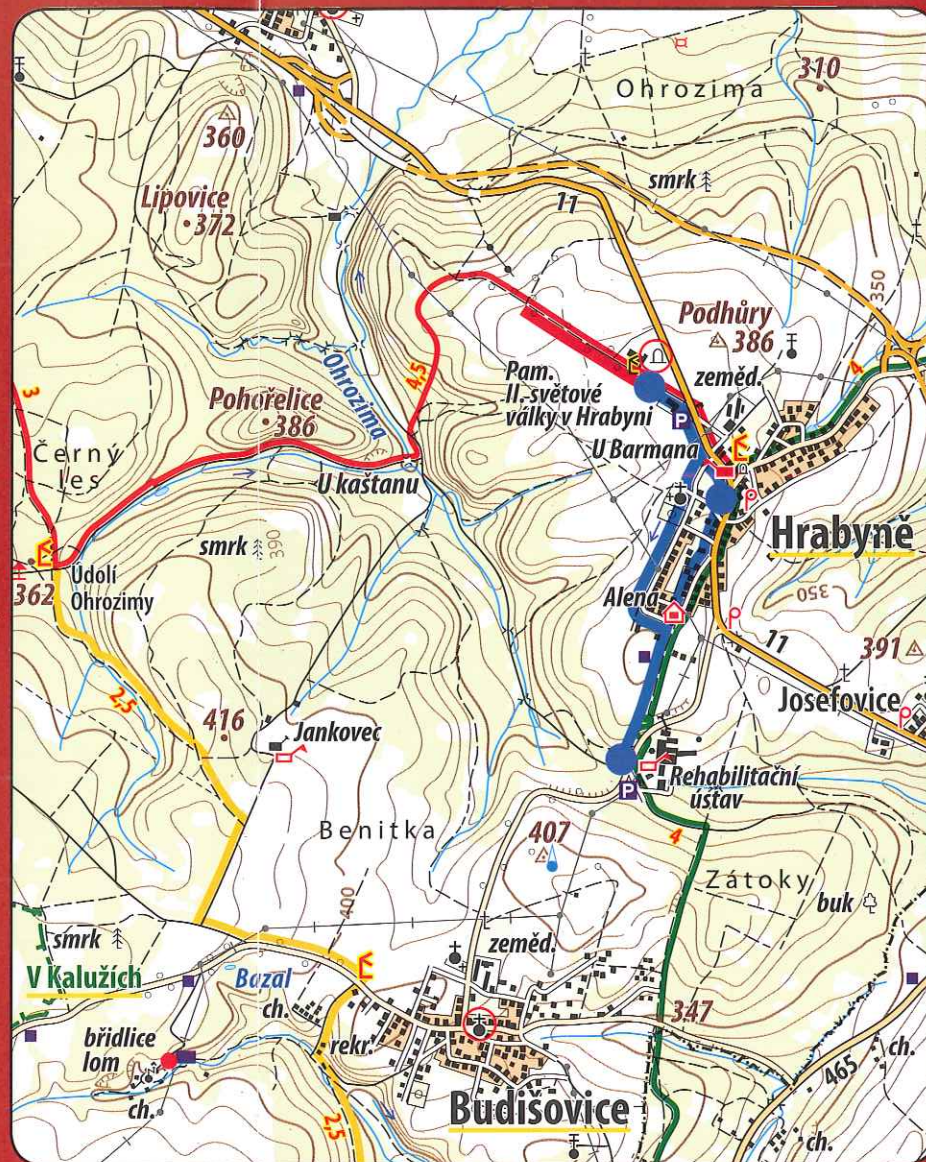 Ohrozima
310
360
smrk
Lipovice
372
11
350
Podhůry
386
4
Ohrozima
4,5
Pam.
II. světové
války v Hrabyni
zeměd.
P
3
Pohořelice
386
U Barmana
Černý
les
U kaštanu
Hrabyně
smrk
390
362
Údolí
Ohrozimy
Alena
350
11
391
2,5
416
Josefovice
Jankovec
Rehabilitační
ústav
P
Benitka
407
4
Zátoky
buk
400
smrk
zeměd.
V Kalužích
Bazal
ch.
347
břidlice
lom
rekr.
465
ch.
ch.
Budišovice
2,5
ch.